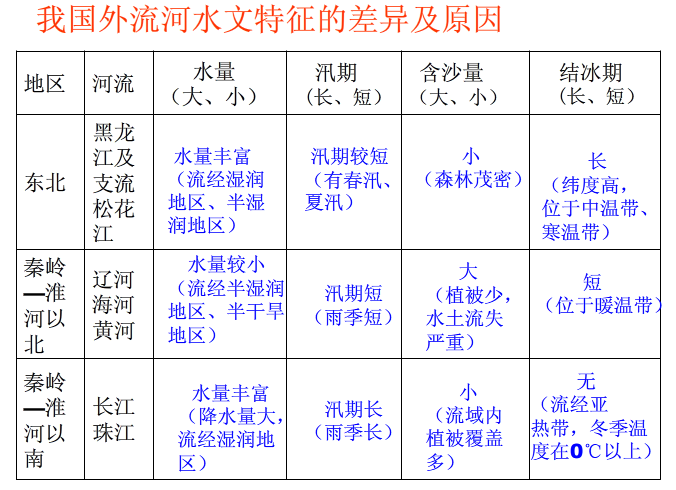 我国外流河水文特征的差异及原因
地区
河流
水量
（大、小）
汛期
（长、短）
含沙量
（大、小）
结冰期
（长、短）
东北
黑龙
江及
支流
松花
江
水量丰富
（流经湿润
地区、半湿
润地区）
汛期较短
（有春汛、
夏汛）
小
（森林茂密）
长
（纬度高，
位于中温带、
寒温带）
秦岭
—淮
河以
北
辽河
海河
黄河
水量较小
（流经半湿润
地区、半干旱
地区）
汛期短
（雨季短）
大
（植被少，
水土流失
严重）
短
（位于暖温带）
秦岭
—淮
河以
南
长江
珠江
水量丰富
（降水量大，
流经湿润地
区）
汛期长
（雨季长）
小
（流域内
植被覆盖
多）
无
（流经亚
热带，冬季温
度在0℃以上）